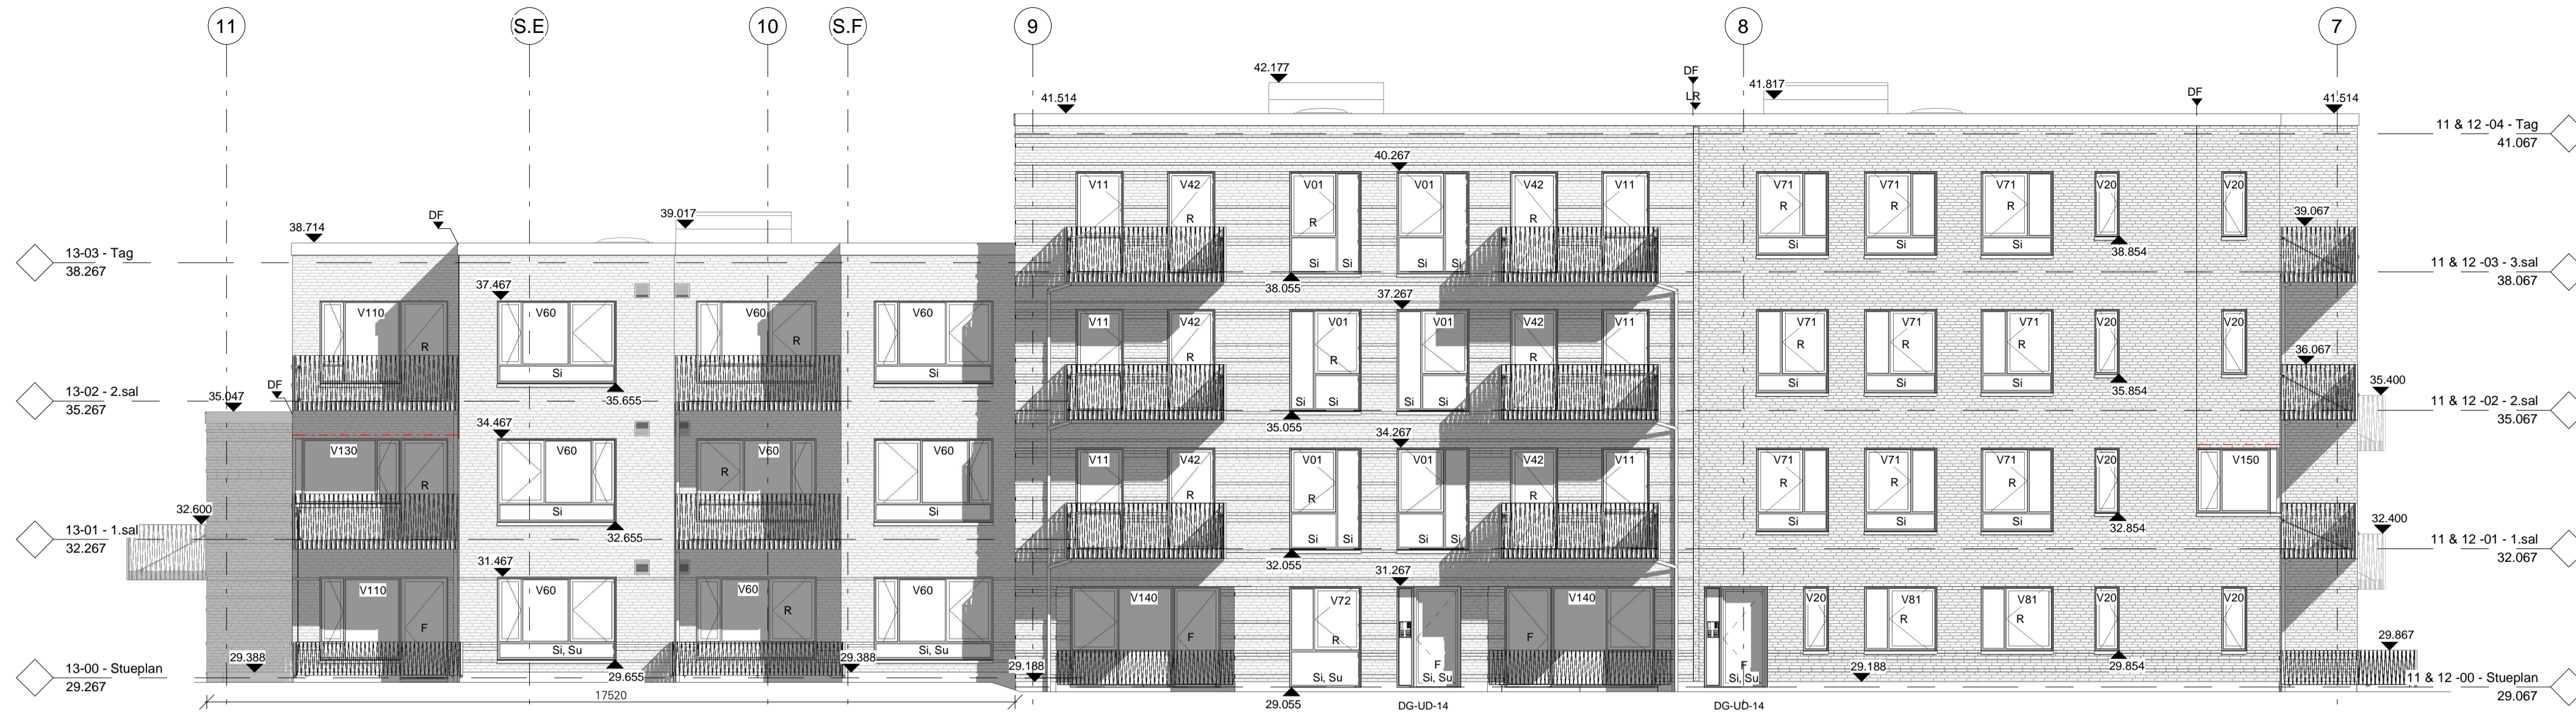 11
S.E
10
S.F
9
8
7
42.177
DF
41.817
DF
41.514
LR
41.514
11 & 12 -04 - Tag
41.067
40.267
V11
V42
V01
V01
V42
V11
V71
V71
V71
V20
V20
R
R
R
R
R
R
39.067
38.714
DF
39.017
Si
Si
Si
38.854
13-03 - Tag
38.267
Si
Si
Si
Si
11 & 12 -03 - 3.sal
38.067
38.055
37.467
37.267
V110
V60
V60
V60
V11
V42
V01
V01
V42
V11
V71
V71
V71
V20
V20
R
R
R
R
R
R
R
R
36.067
Si
Si
Si
Si
Si
35.854
35.400
13-02 - 2.sal
35.267
35.047
DF
35.655
Si
Si
Si
Si
11 & 12 -02 - 2.sal
35.067
35.055
34.467
34.267
V130
V60
V60
V60
V11
V42
V01
V01
V42
V11
V71
V71
V71
V20
V150
R
R
R
R
R
R
R
R
Si
Si
Si
Si
Si
32.854
32.600
32.400
13-01 - 1.sal
32.267
32.655
Si
Si
Si
Si
11 & 12 -01 - 1.sal
32.067
32.055
31.467
31.267
V110
V60
V60
V60
V140
V72
V140
V20
V81
V81
V20
V20
F
R
F
R
F
F
F
R
R
Si, Su
Si, Su
Si, Su
Si, Su
Si, Su
29.388
29.388
29.188
29.188
29.854
29.867
13-00 - Stueplan
29.267
29.655
11 & 12 -00 - Stueplan
29.067
17520
29.055
DG-UD-14
DG-UD-14